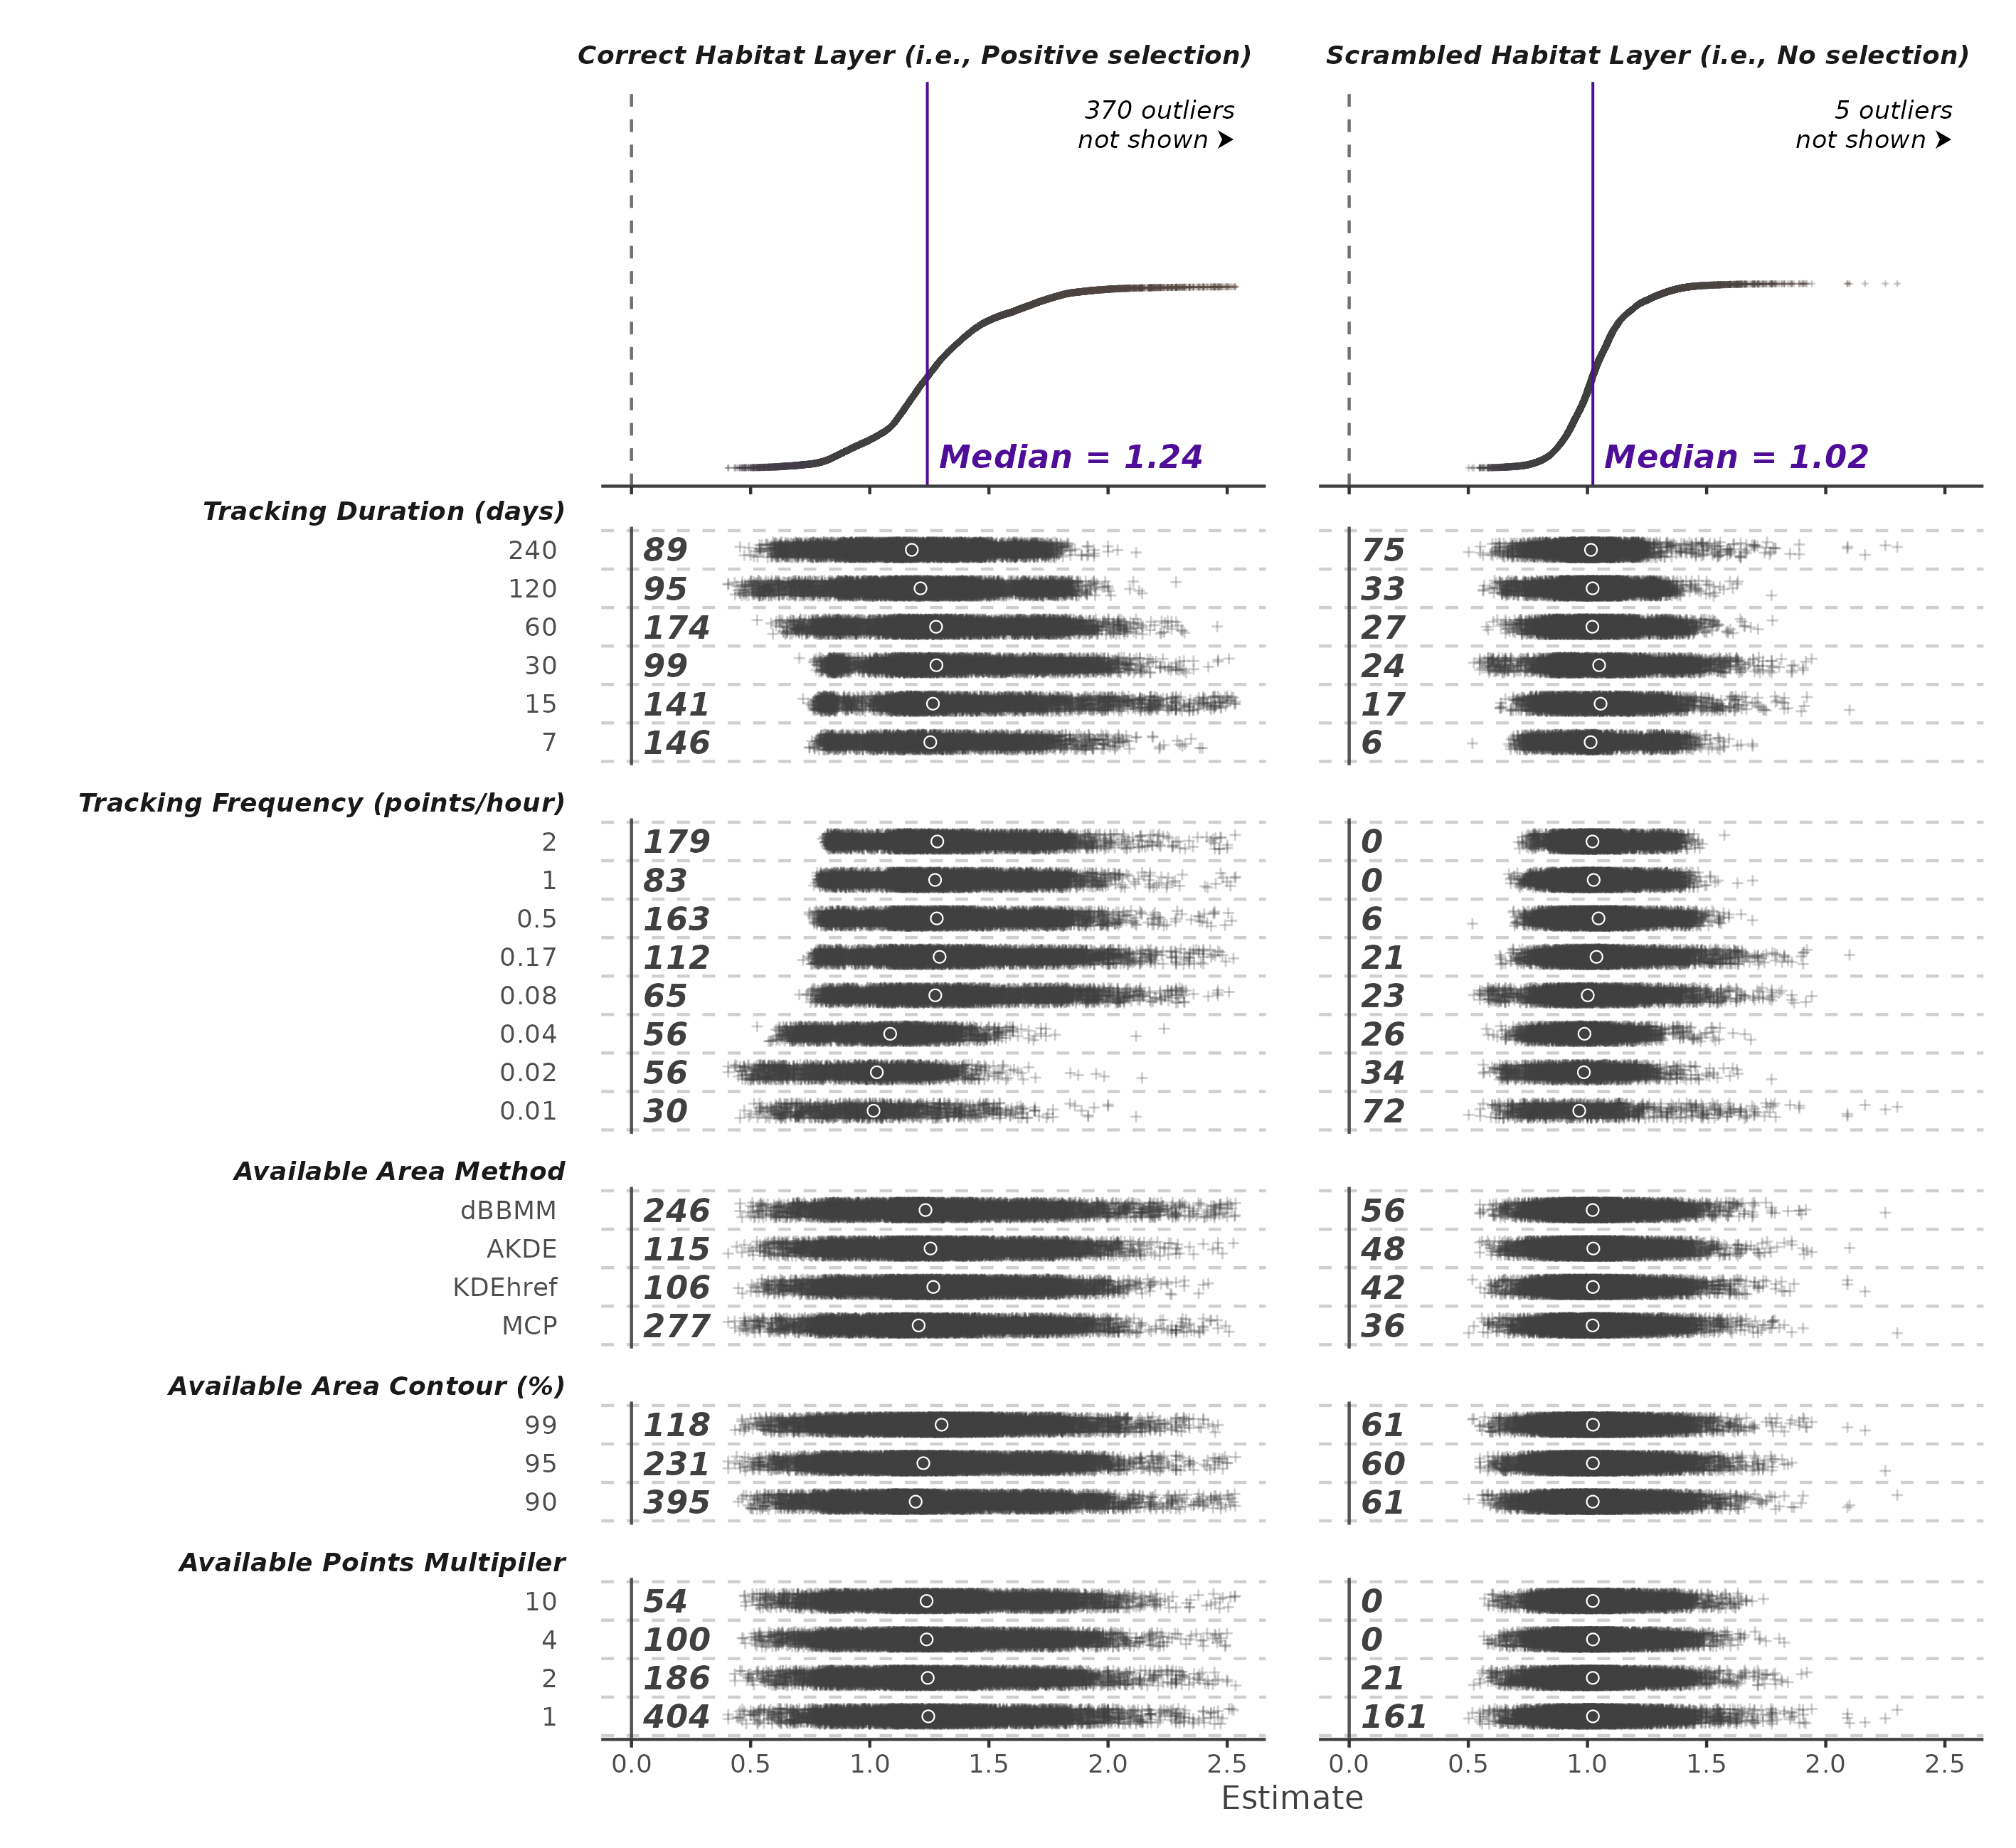 Correct Habitat Layer (i.e., Positive selection) Scrambled Habitat Layer (i.e., No selection)
370 outliers 5 outliers
not shown ➤ not shown ➤
Median = 1.24 Median = 1.02
Tracking Duration (days)
240 89 75
120 95 33
60 174 27
30 99 24
15 141 17
7 146 6
Tracking Frequency (points/hour)
2 179 0
1 83 0
0.5 163 6
0.17 112 21
0.08 65 23
0.04 56 26
0.02 56 34
0.01 30 72
Available Area Method
dBBMM 246 56
AKDE 115 48
KDEhref 106 42
MCP 277 36
Available Area Contour (%)
99 118 61
95 231 60
90 395 61
Available Points Multipiler
10 54 0
4 100 0
2 186 21
1 404 161
0.0 0.5 1.0 1.5 2.0 2.5 0.0 0.5 1.0 1.5 2.0 2.5
Estimate